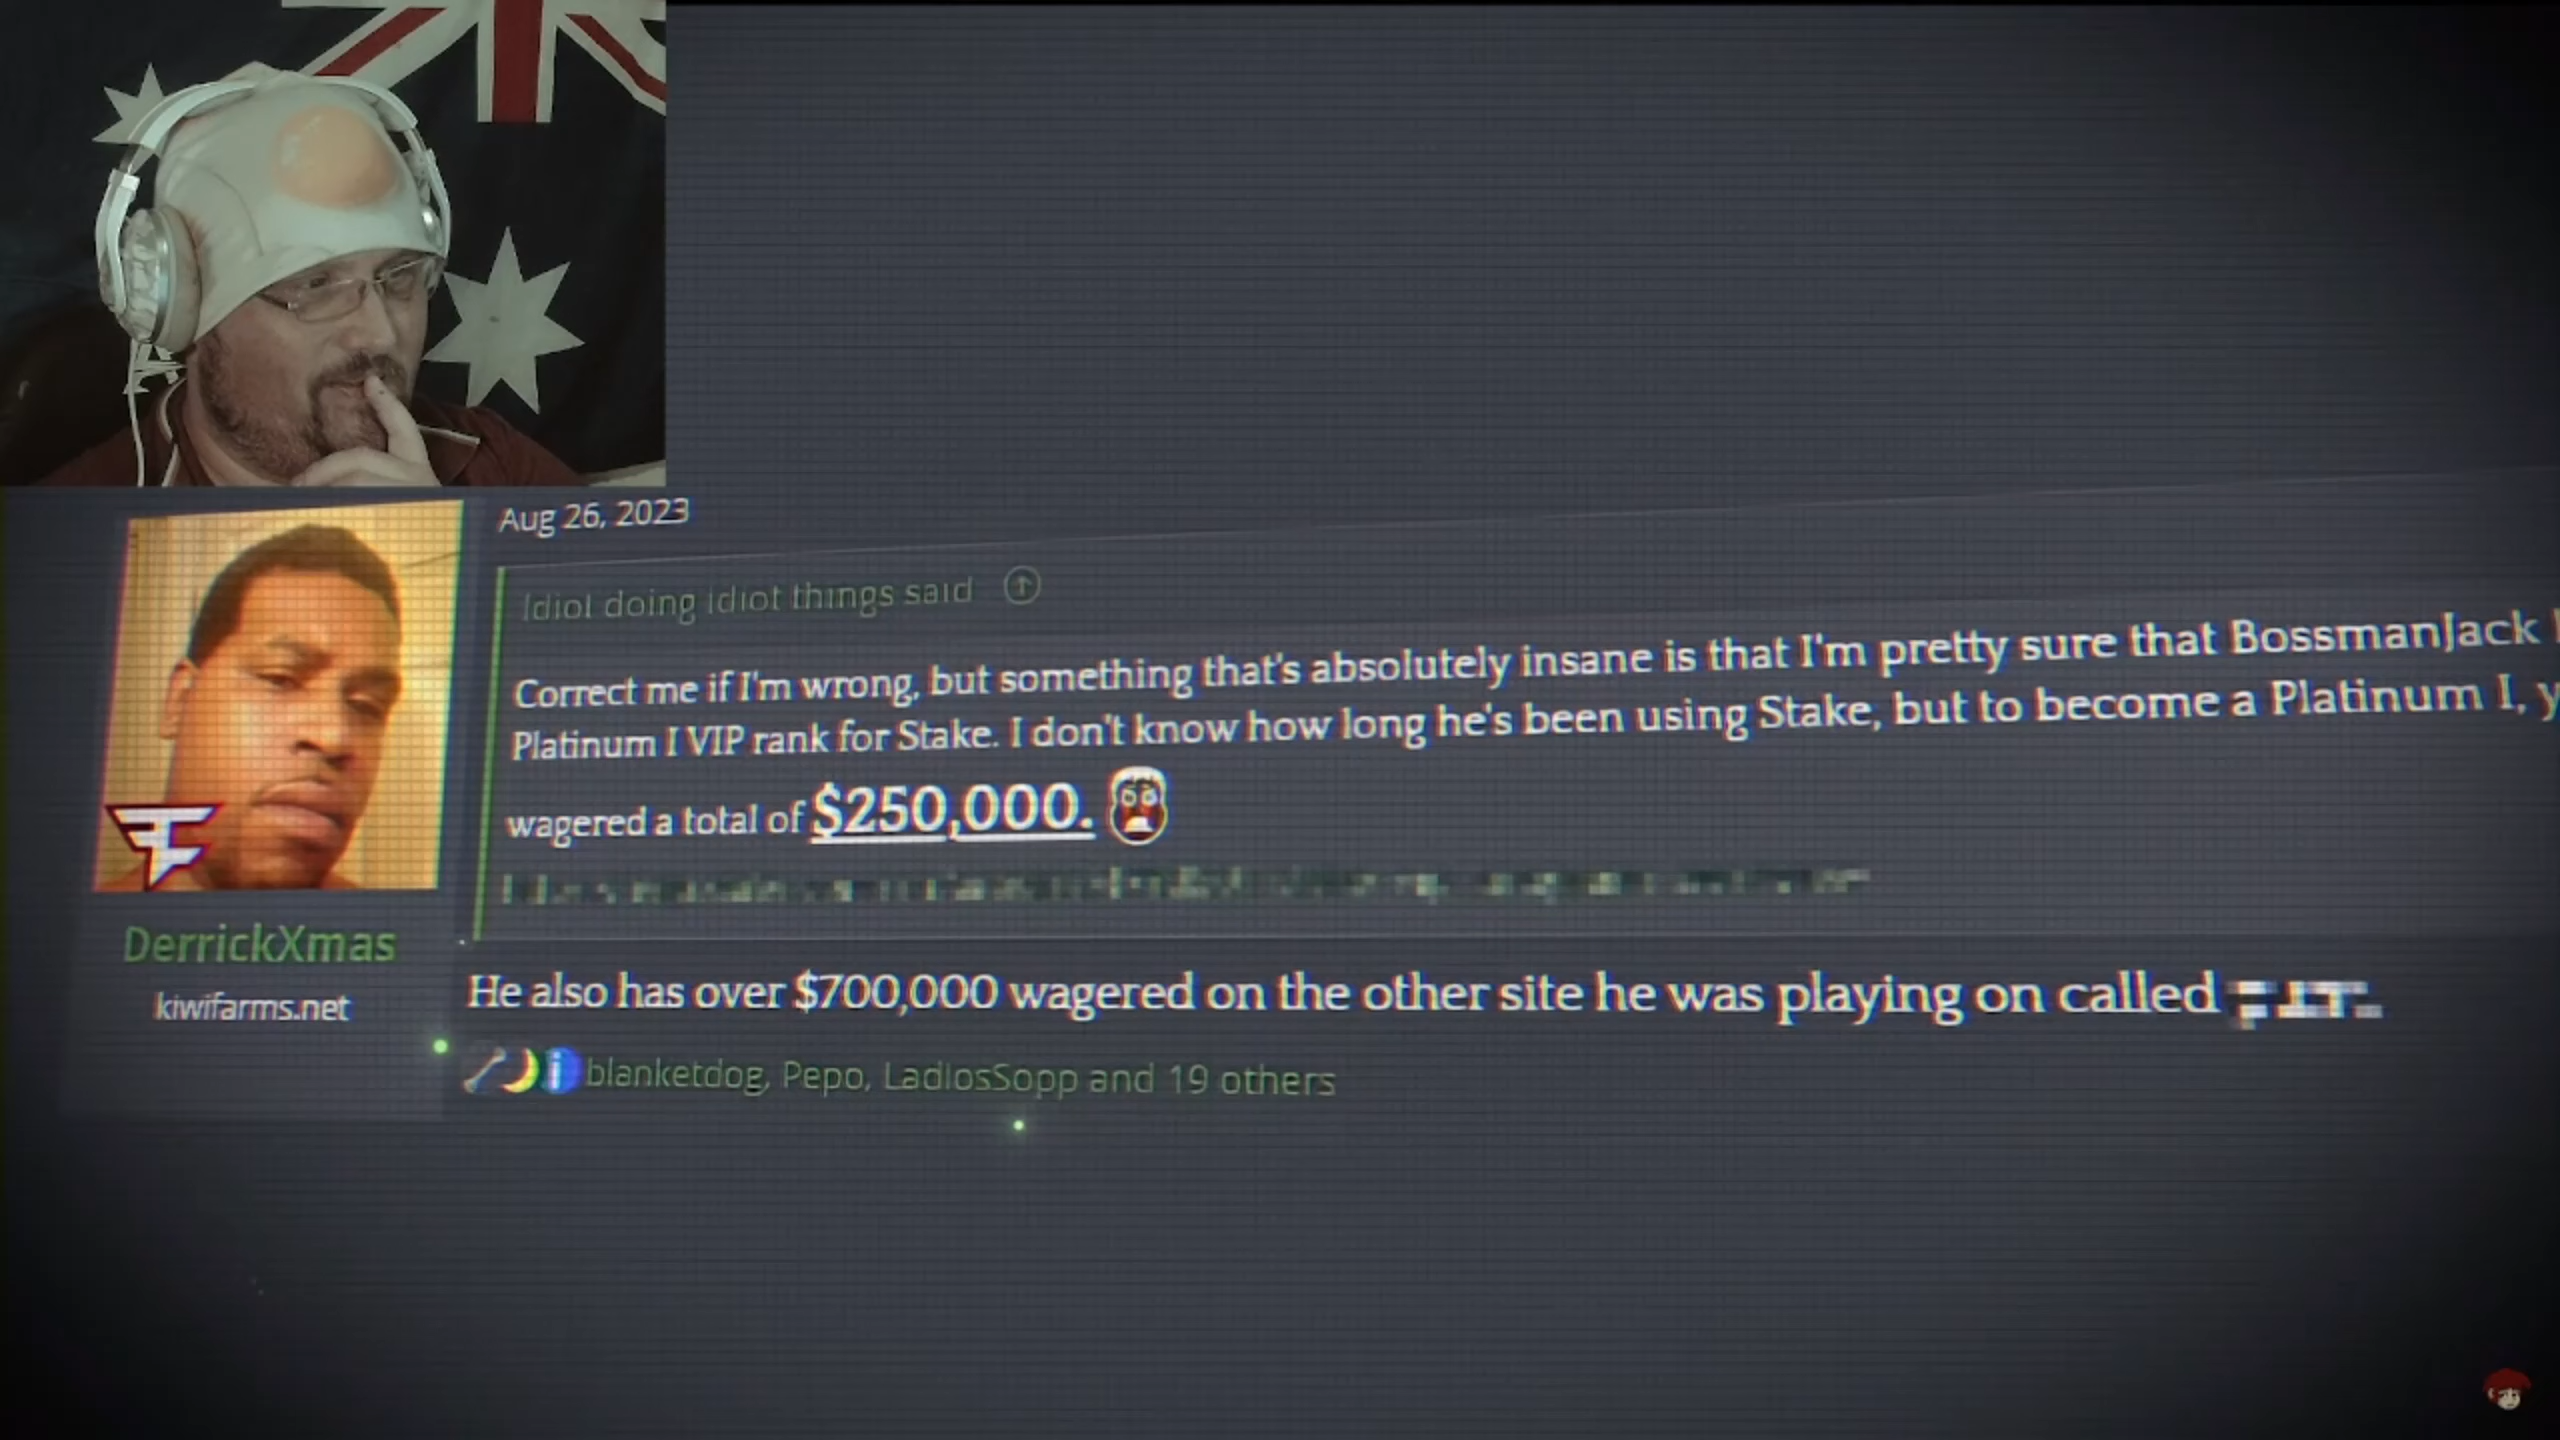 Aug 26, 2023
Idiot doing idiot things said
Correct me if I'm wrong, but something that's absolutely insane is that I'm pretty sure that BossmanJack
Platinum I VIP rank for Stake. I don't know how long he's been using Stake, but to become a Platinum I,
wagered a total of $250,000.
DerrickXmas
kiwifarms.net
He also has over $700,000 wagered on the other site he was playing on called
blanketdog, Pepo, LadlosSopp and 19 others